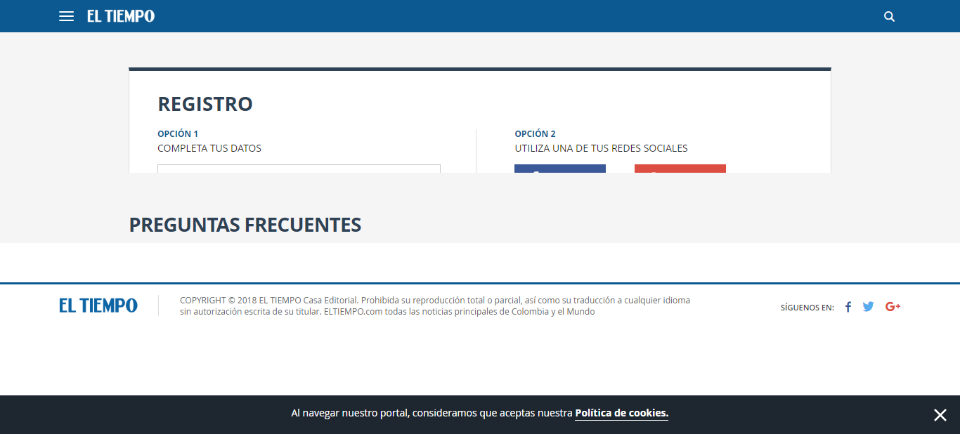 EL TIEMPO
REGISTRO
OPCIÓN 1
COMPLETA TUS DATOS
OPCIÓN 2
UTILIZA UNA DE TUS REDES SOCIALES
PREGUNTAS FRECUENTES
EL TIEMPO
COPYRIGHT © 2018 EL TIEMPO Casa Editorial. Prohibida su reproducción total o parcial, así como su traducción a cualquier idioma
sin autorización escrita de su titular. ELTIEMPO.com todas las noticias principales de Colombia y el Mundo
SÍGUENOS EN:
Al navegar nuestro portal, consideramos que aceptas nuestra Política de cookies.